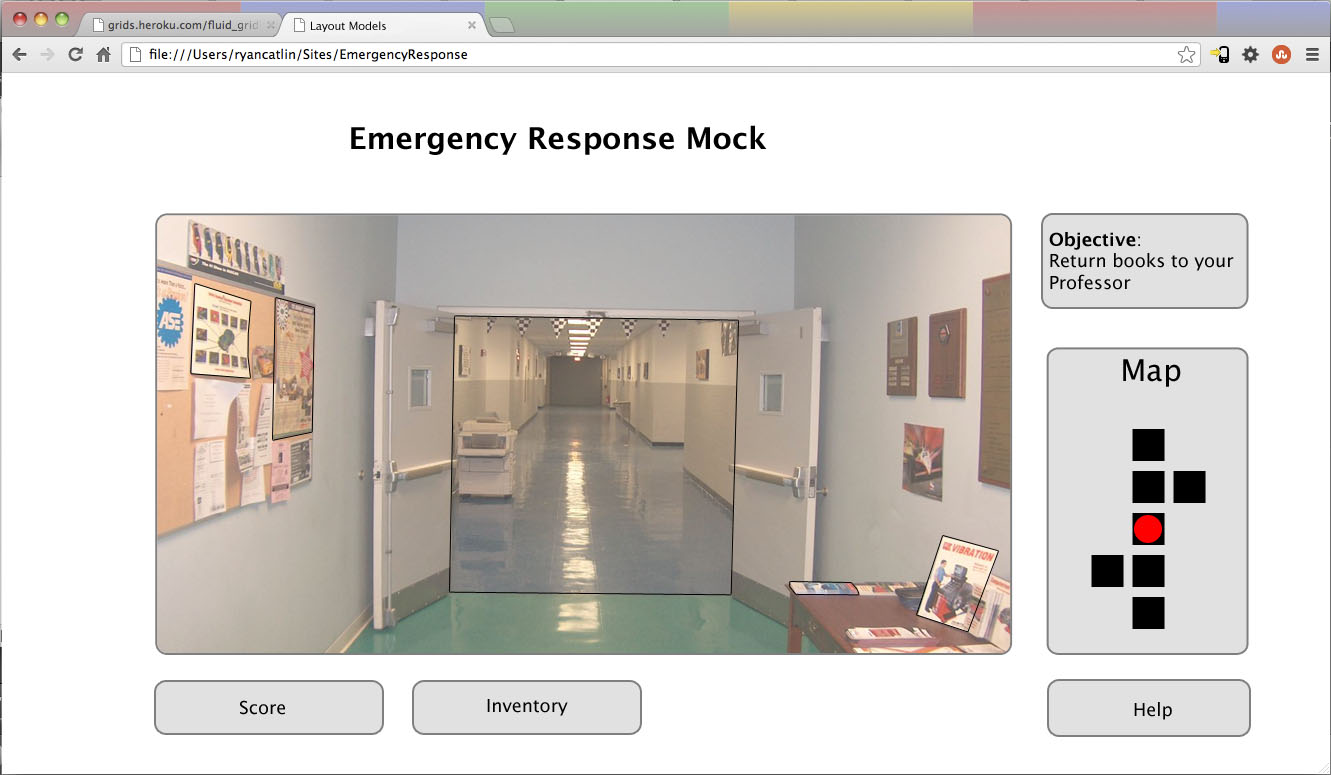 grids.heroku.com/fluid_grid
Layout Models
file:///Users/ryancatlin/Sites/EmergencyResponse
Emergency Response Mock
Objective:
Return books to your
Professor
ASE
Map
VIBRATION
Score
Inventory
Help